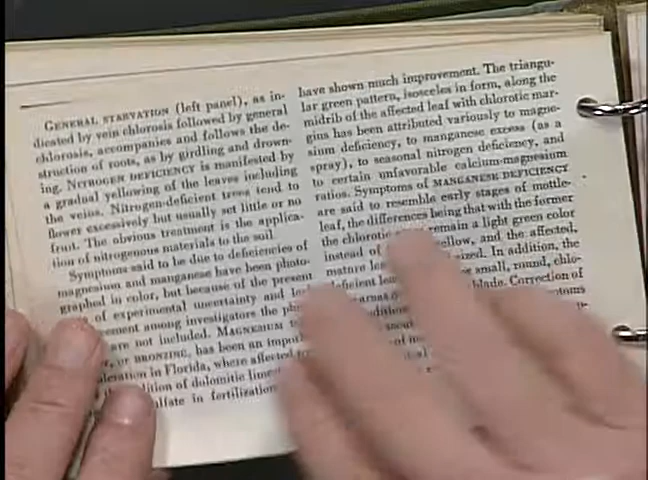 GENERAL STARVATION (left panel), as in-
dicated by vein chlorosis followed by general
chlorosis, accompanies and follows the de-
struction of roots, as by girdling and drown-
ing. NITROGEN DEFICIENCY is manifested by
a gradual yellowing of the leaves including
the veins. Nitrogen-deficient trees tend to
flower excessively but usually set little or no
fruit. The obvious treatment is the applica-
tion of nitrogenous materials to the soil.
Symptoms said to be due to deficiencies of
magnesium and manganese have been photo-
graphed in color, but because of the present
of experimental uncertainty and
ement among investigators the
are not included. MAGNESIUM
or BRONZING, has been an
in Florida, where affected
dition of dolomitic
in fertilization
have shown much improvement. The triangu-
lar green pattern, isosceles in form, along the
midrib of the affected leaf with chlorotic mar-
gins has been attributed variously to magne-
sium deficiency, to manganese excess (as a
spray), to seasonal nitrogen deficiency, and
to certain unfavorable calcium-magnesium
ratios. Symptoms of MANGANESE DEFICIENCY
are said to resemble early stages of mottle-
leaf, the differences being that with the former
the chlorotic remain a light green color
instead of yellow, and the affected,
mature In addition, the
small, round, chlo-
blade. Correction of